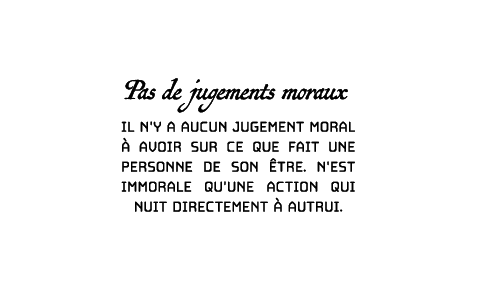 Pas de jugements moraux
IL N'Y A AUCUN JUGEMENT MORAL
À AVOIR SUR CE QUE FAIT UNE
PERSONNE DE SON ÊTRE. N'EST
IMMORALE QU'UNE ACTION QUI
NUIT DIRECTEMENT À AUTRUI.